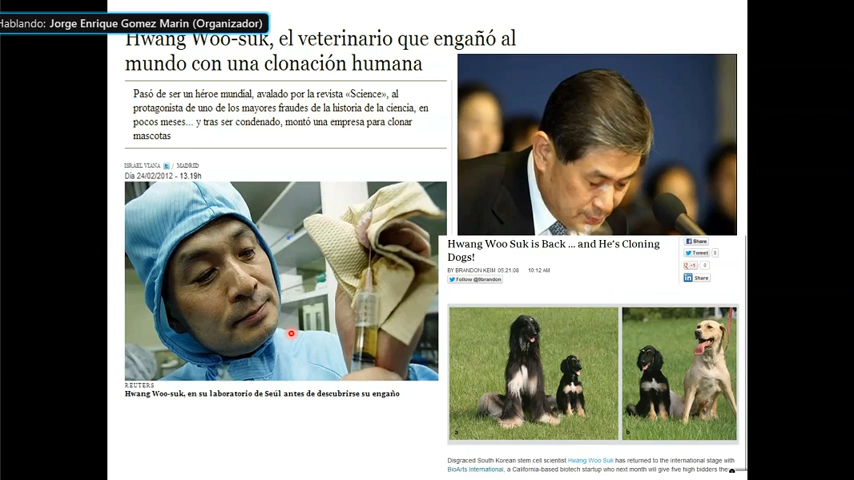 Hablando: Jorge Enrique Gomez Marin (Organizador)
Hwang Woo-suk, el veterinario que engañó al
mundo con una clonación humana
Pasó de ser un héroe mundial, avalado por la revista «Science», al
protagonista de uno de los mayores fraudes de la historia de la ciencia, en
pocos meses... y tras ser condenado, montó una empresa para clonar
mascotas
ISRAEL VIANA / MADRID
Día 24/02/2012 - 13.19h
REUTERS
Hwang Woo-suk, en su laboratorio de Seúl antes de descubrirse su engaño
Hwang Woo Suk is Back ... and He's Cloning
Dogs!
BY BRANDON KEIM 05.21.08 10:12 AM
Follow @9brandon
Share
Tweet 0
+1 0
Share
a
b
Disgraced South Korean stem cell scientist Hwang Woo Suk has returned to the international stage with
BioArts International, a California-based biotech startup who next month will give five high bidders the